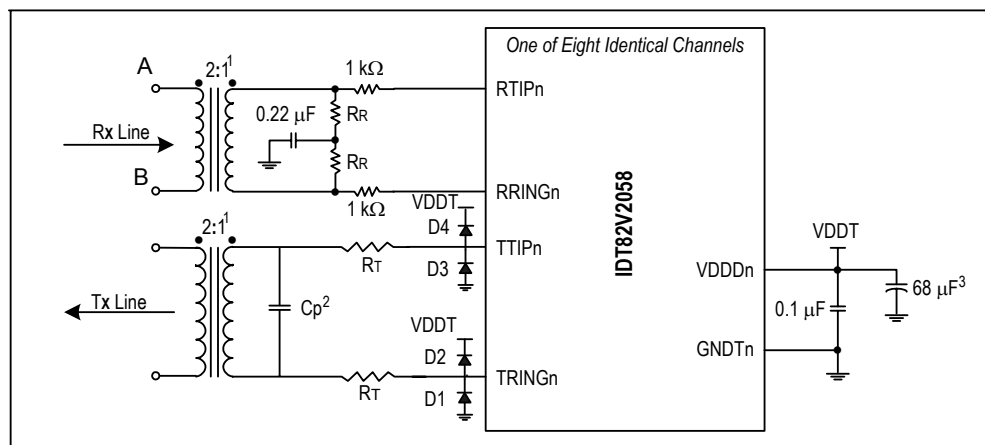 One of Eight Identical Channels
A
2:1¹
1 kΩ
RTIPn
0.22 µF
RR
Rx Line
RR
B
1 kΩ
RRINGn
2:1¹
VDDT
D4
TTIPn
RT
D3
Tx Line
Cp²
VDDT
D2
TRINGn
RT
D1
IDT82V2058
VDDT
VDDDn
68 µF³
0.1 µF
GNDTn